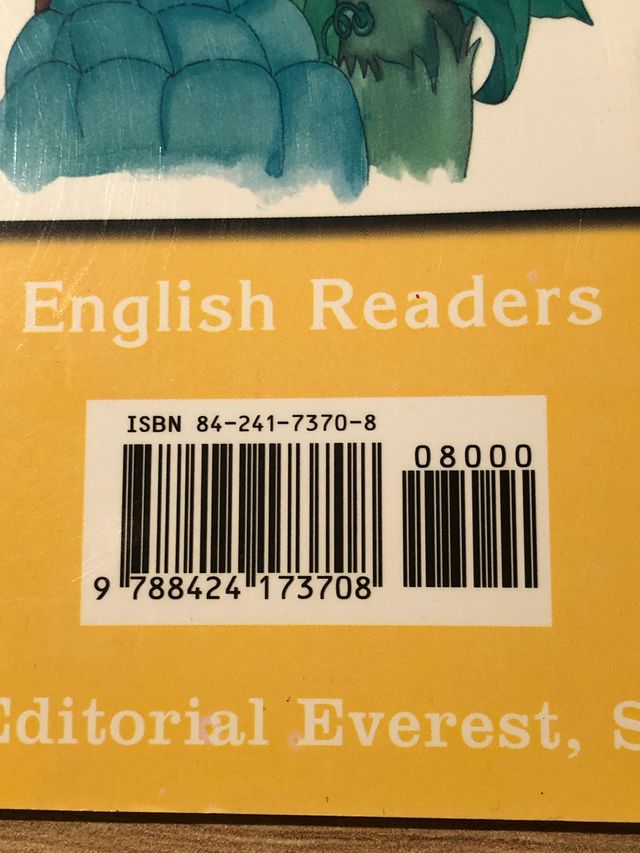 English Readers
ISBN 84-241-7370-8
08000
9 788424 173708
Editorial Everest, S